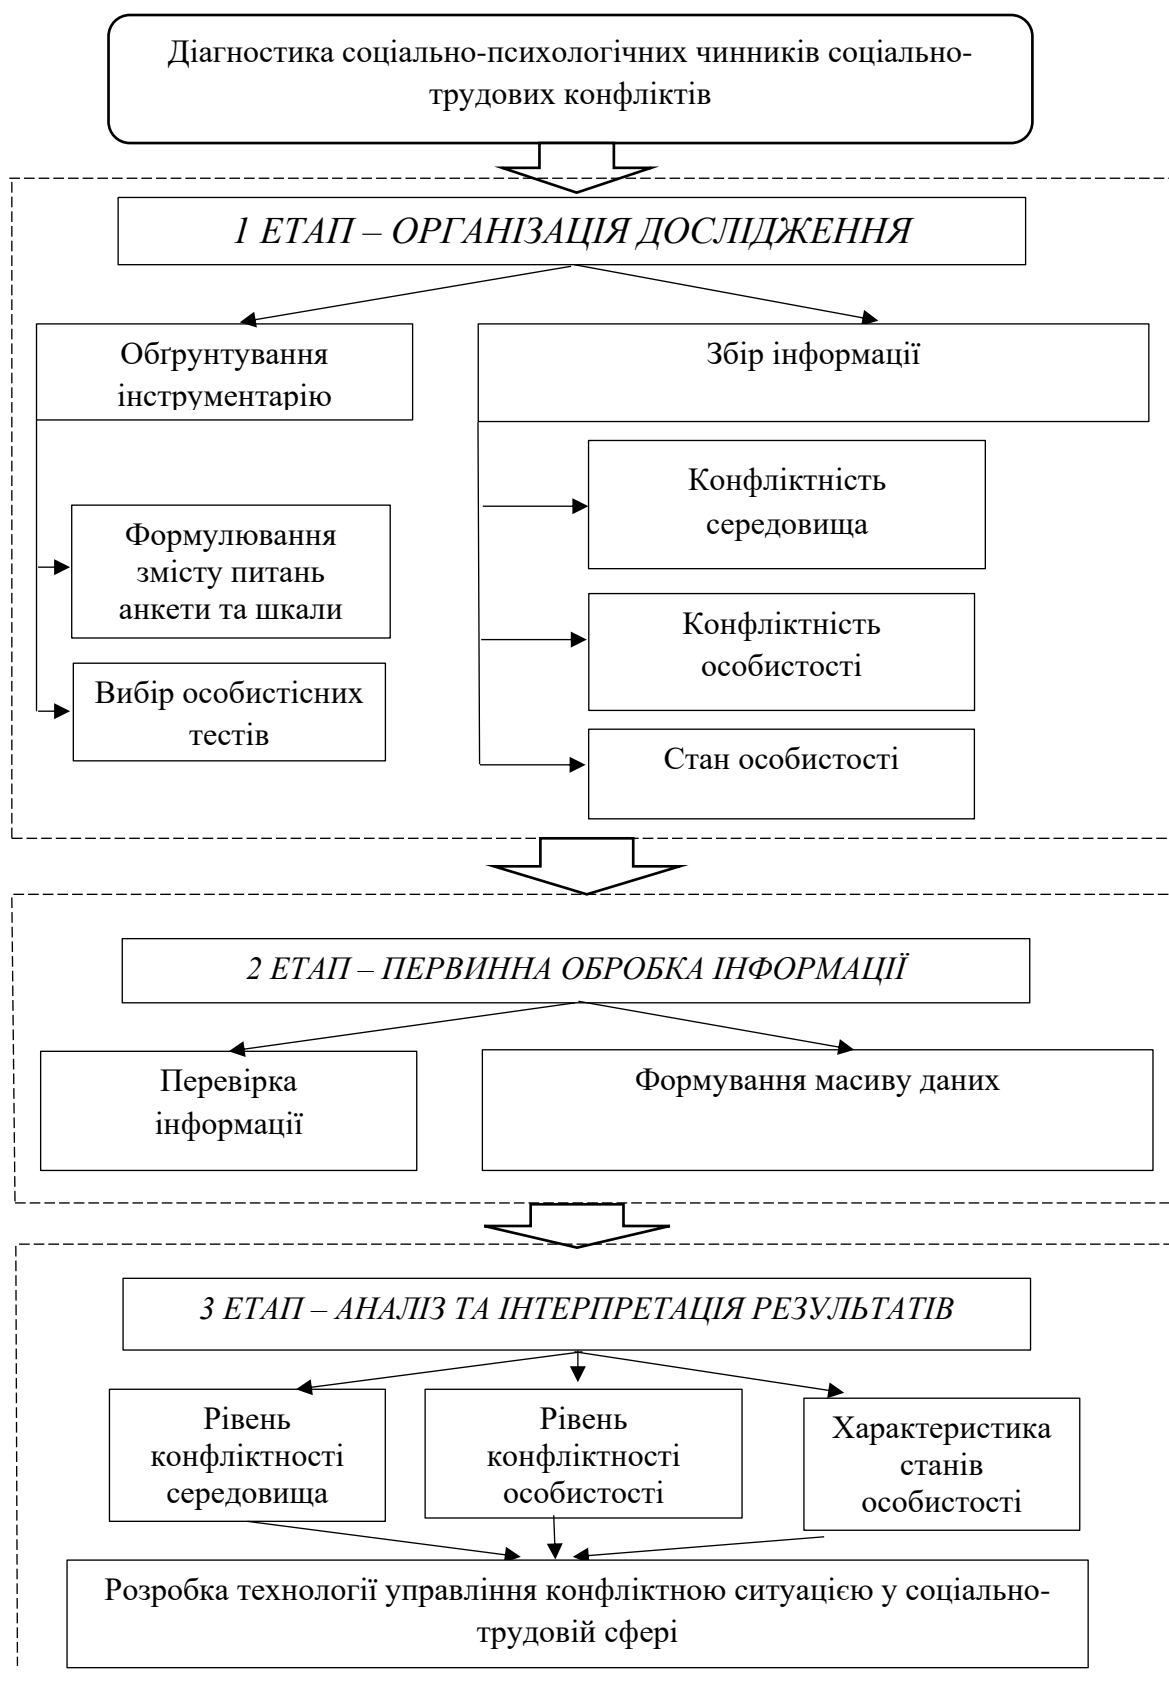 Діагностика соціально-психологічних чинників соціально-
трудових конфліктів
1 ЕТАП – ОРГАНІЗАЦІЯ ДОСЛІДЖЕННЯ
Обґрунтування
інструментарію
Збір інформації
Конфліктність
середовища
Формулювання
змісту питань
анкети та шкали
Конфліктність
особистості
Вибір особистісних
тестів
Стан особистості
2 ЕТАП – ПЕРВИННА ОБРОБКА ІНФОРМАЦІЇ
Перевірка
інформації
Формування масиву даних
3 ЕТАП – АНАЛІЗ ТА ІНТЕРПРЕТАЦІЯ РЕЗУЛЬТАТІВ
Рівень
конфліктності
середовища
Рівень
конфліктності
особистості
Характеристика
станів
особистості
Розробка технології управління конфліктною ситуацією у соціально-
трудовій сфері